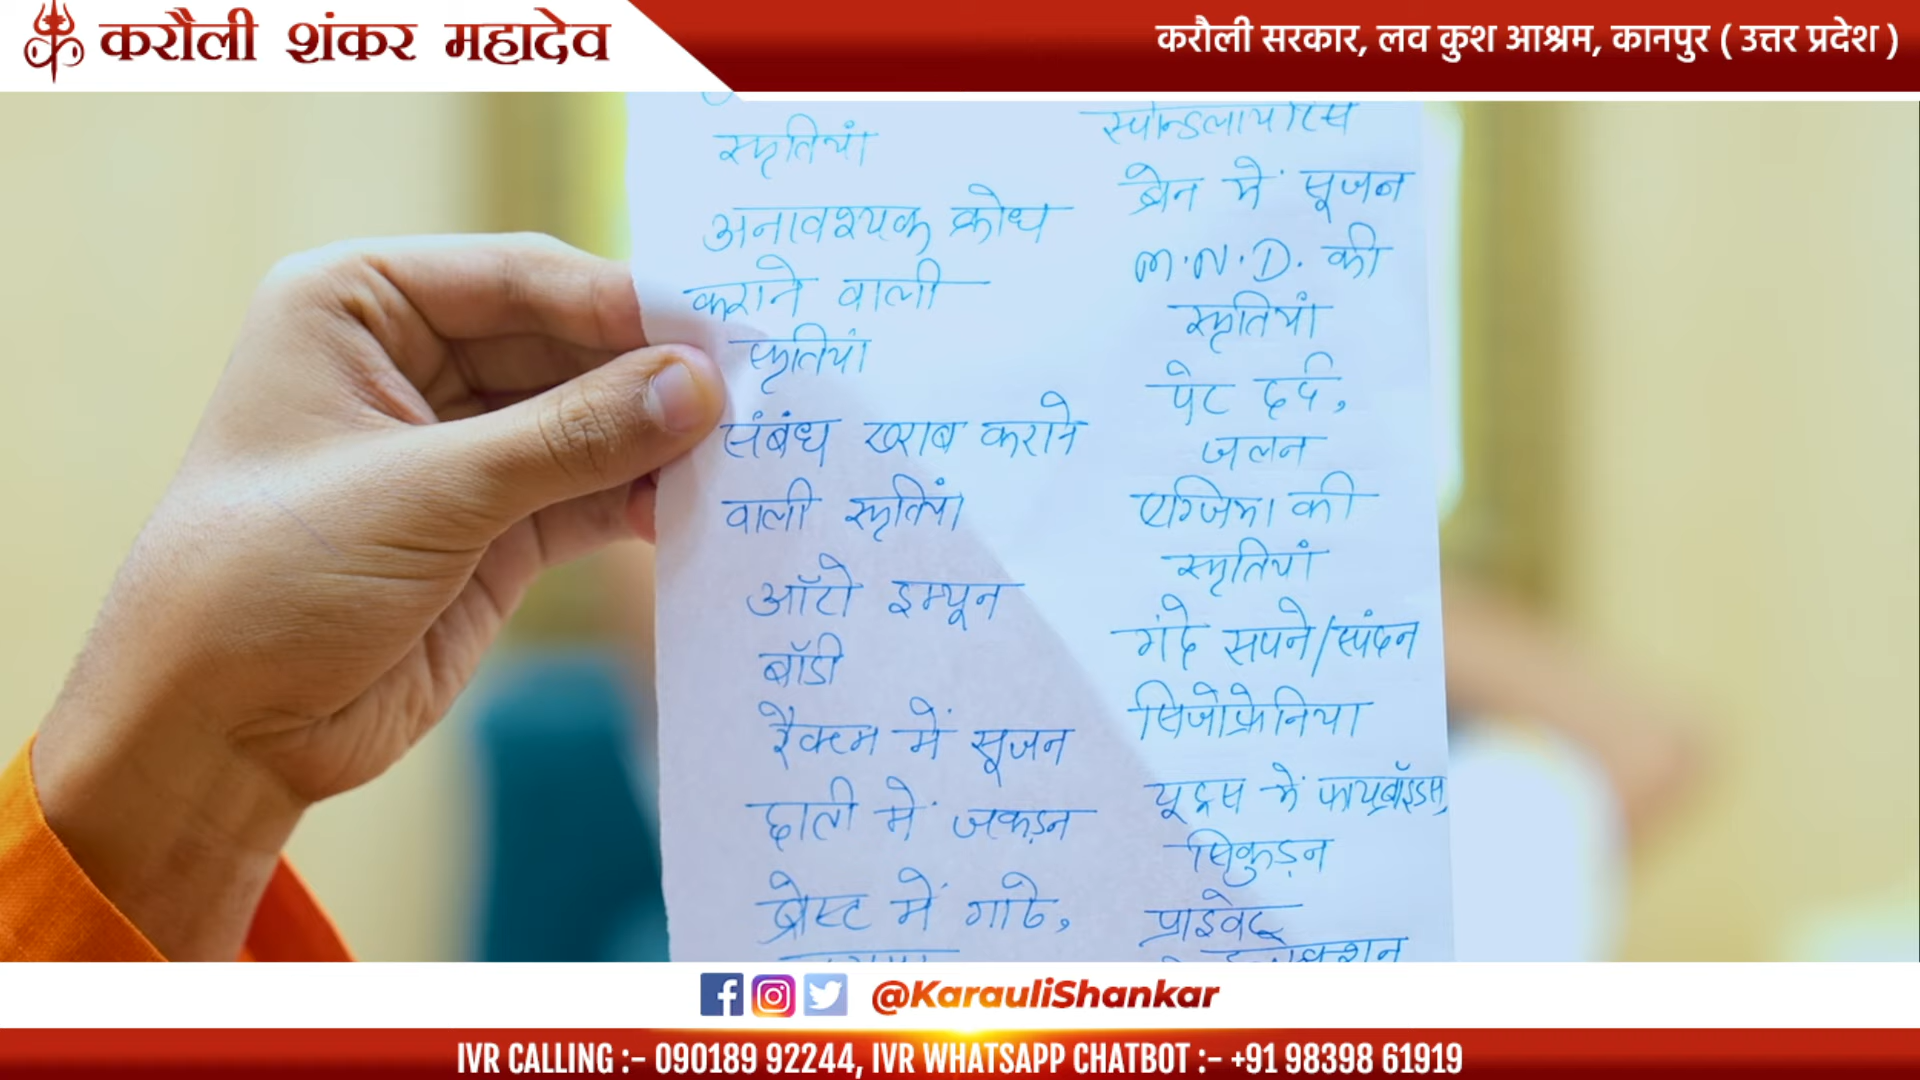 करौली शंकर महादेव
करौली सरकार, लव कुश आश्रम, कानपुर ( उत्तर प्रदेश )
स्मृतियां
अनावश्यक क्रोध
कराने वाली
स्मृतियां
संबंध खराब कराने
वाली स्मृतियां
ऑटो इम्यून
बॉडी
रैक्टम में सूजन
छाती में जकड़न
ब्रेस्ट में गाठे,
स्पोन्डलायटिस
ब्रेन में सूजन
M.N.D. की
स्मृतियां
पेट दर्द,
जलन
एग्जिमा की
स्मृतियां
गंदे सपने/स्पंदन
सिजोफ्रेनिया
यूट्रस में फायब्रॉइडस,
सिकुड़न
प्राइवेट
@KarauliShankar
IVR CALLING :- 090189 92244, IVR WHATSAPP CHATBOT :- +91 98398 61919